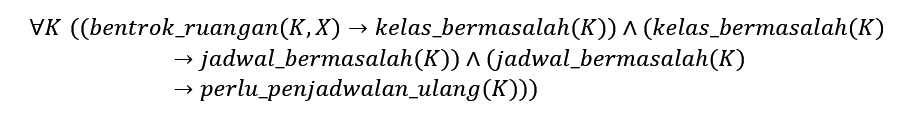 ∀K ((bentrok_ruangan(K, X) → kelas_bermasalah(K)) ∧ (kelas_bermasalah(K)
→ jadwal_bermasalah(K)) ∧ (jadwal_bermasalah(K)
→ perlu_penjadwalan_ulang(K)))